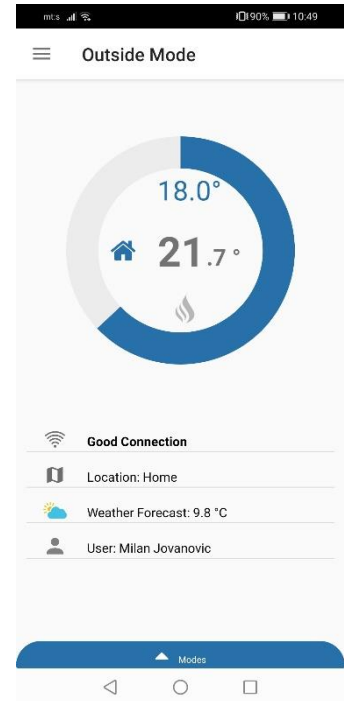 mt:s 90% 10:49
Outside Mode
18.0°
21.7°
Good Connection
Location: Home
Weather Forecast: 9.8 °C
User: Milan Jovanovic
Modes